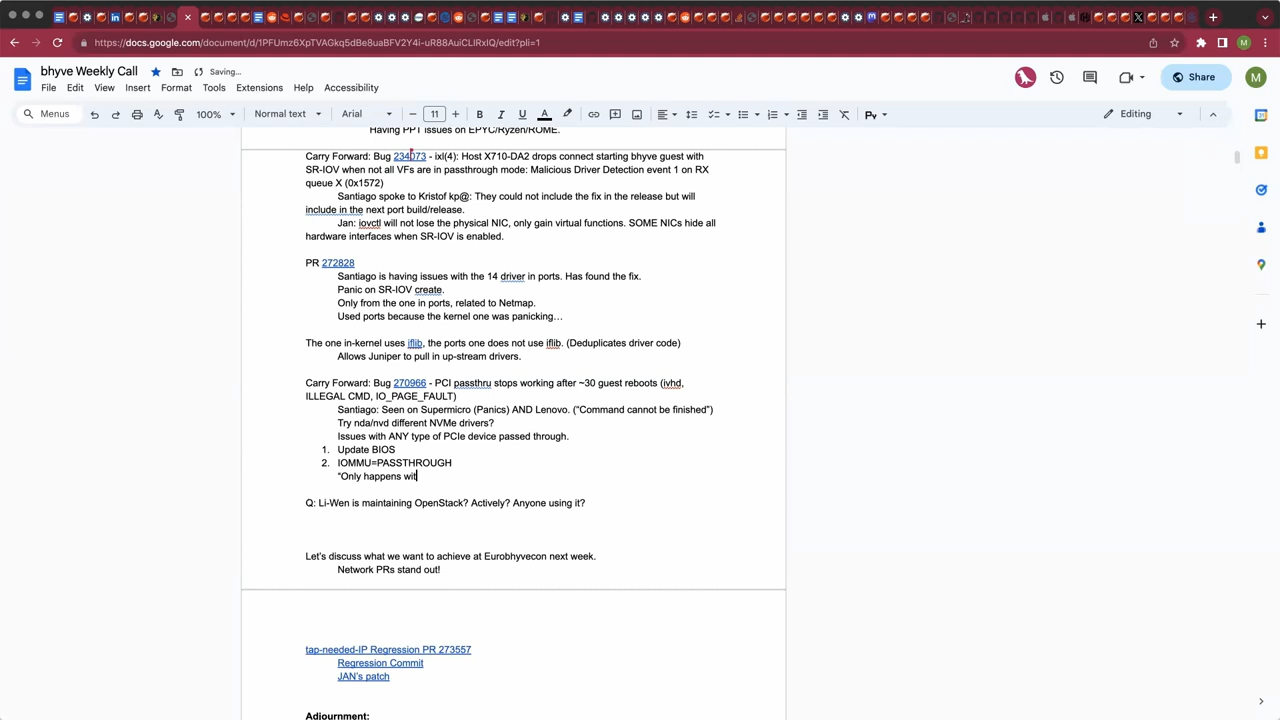 https://docs.google.com/document/d/1PFUmz6XpTVAGkq5dBe8uaBFV2Y4i-uR88AuiCLIRxIQ/edit?pli=1
bhyve Weekly Call
Saving...
File Edit View Insert Format Tools Extensions Help Accessibility
Share
M
M
Menus
100%
Normal text
Arial
11
Editing
Having PPT issues on EPYC/Ryzen/ROME.
Carry Forward: Bug 234073 - ixl(4): Host X710-DA2 drops connect starting bhyve guest with
SR-IOV when not all VFs are in passthrough mode: Malicious Driver Detection event 1 on RX
queue X (0x1572)
Santiago spoke to Kristof kp@: They could not include the fix in the release but will
include in the next port build/release.
Jan: iovctl will not lose the physical NIC, only gain virtual functions. SOME NICs hide all
hardware interfaces when SR-IOV is enabled.
PR 272828
Santiago is having issues with the 14 driver in ports. Has found the fix.
Panic on SR-IOV create.
Only from the one in ports, related to Netmap.
Used ports because the kernel one was panicking…
The one in-kernel uses iflib, the ports one does not use iflib. (Deduplicates driver code)
Allows Juniper to pull in up-stream drivers.
Carry Forward: Bug 270966 - PCI passthru stops working after ~30 guest reboots (ivhd,
ILLEGAL CMD, IO_PAGE_FAULT)
Santiago: Seen on Supermicro (Panics) AND Lenovo. (“Command cannot be finished”)
Try nda/nvd different NVMe drivers?
Issues with ANY type of PCIe device passed through.
1. Update BIOS
2. IOMMU=PASSTHROUGH
“Only happens wit
Q: Li-Wen is maintaining OpenStack? Actively? Anyone using it?
Let’s discuss what we want to achieve at Eurobhyvecon next week.
Network PRs stand out!
tap-needed-IP Regression PR 273557
Regression Commit
JAN’s patch
Adjournment: